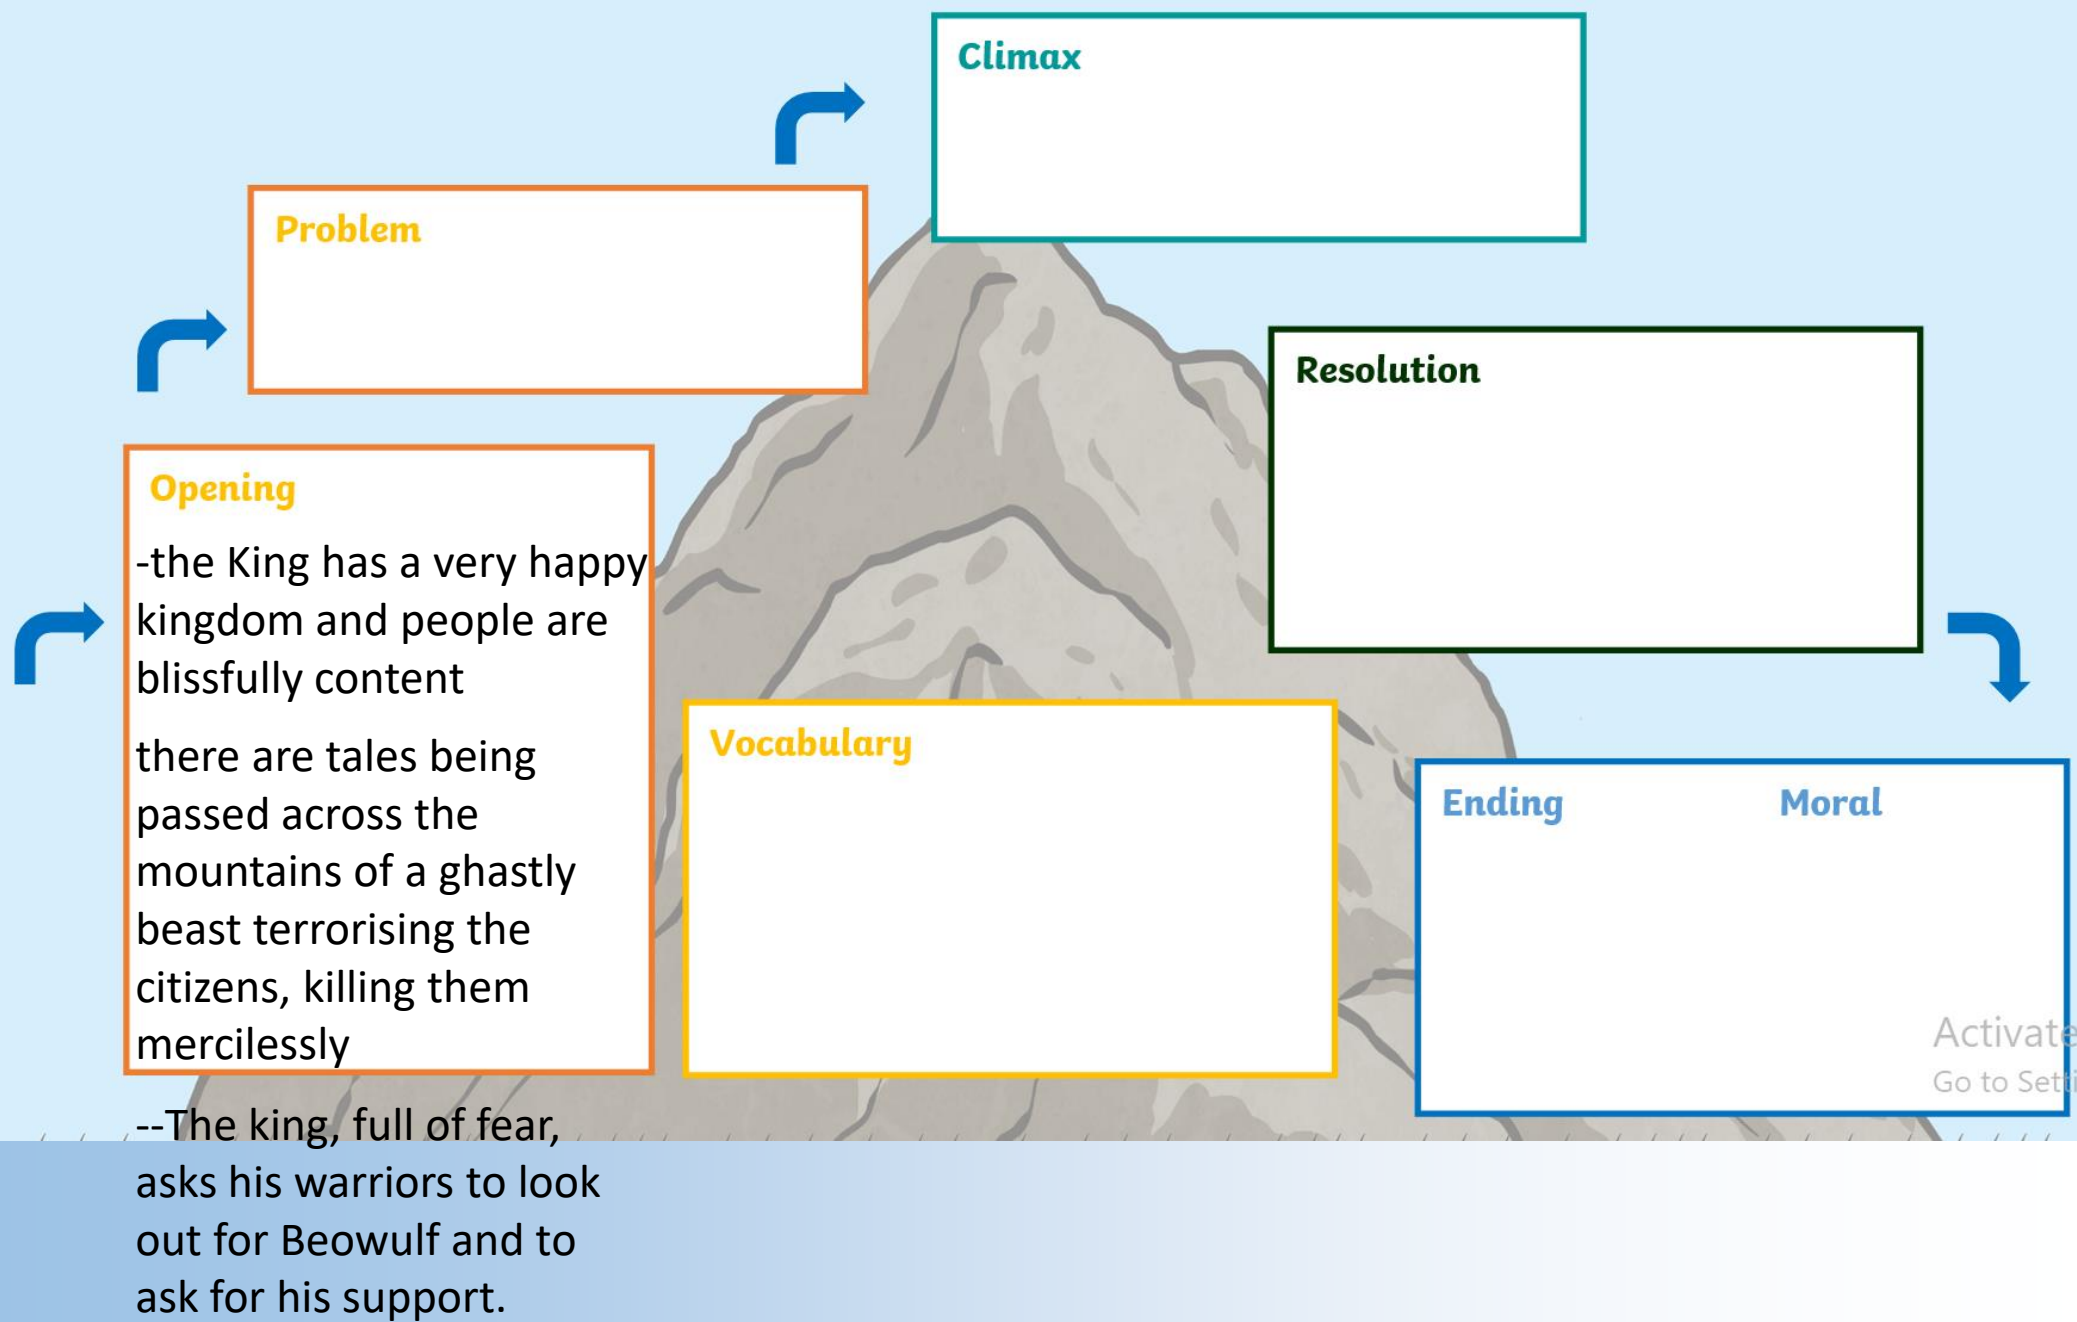 Climax
Problem
Resolution
Opening
-the King has a very happy
kingdom and people are
blissfully content
there are tales being
passed across the
mountains of a ghastly
beast terrorising the
citizens, killing them
mercilessly
--The king, full of fear,
asks his warriors to look
out for Beowulf and to
ask for his support.
Vocabulary
Ending Moral
Activate
Go to Setti